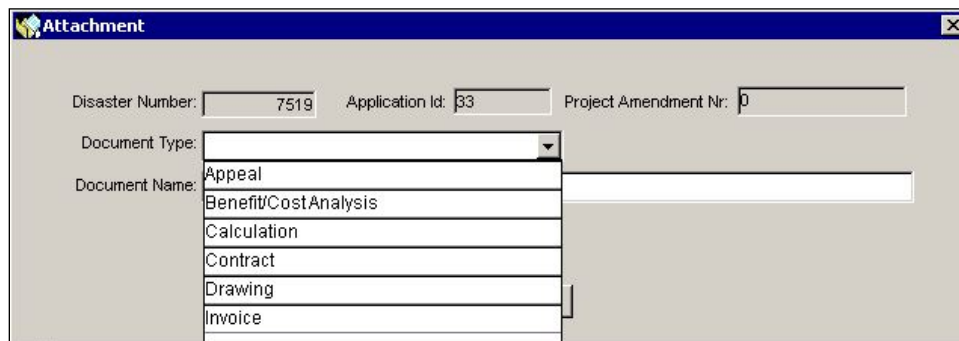 Attachment
Disaster Number: 7519 Application Id: 33 Project Amendment Nr: 0
Document Type:
Document Name:
Appeal
Benefit/Cost Analysis
Calculation
Contract
Drawing
Invoice